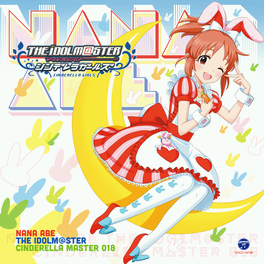 NANA
ABE
THE IDOLM@STER
シンデレラガールズ
CINDERELLA GIRLS
NANA ABE
THE IDOLM@STER
CINDERELLA MASTER 018